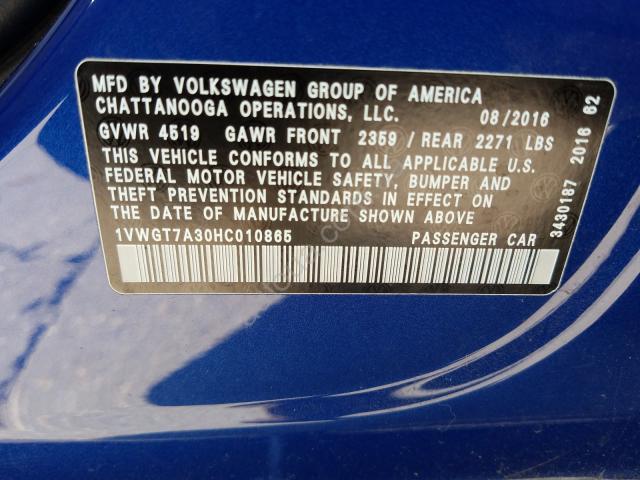 MFD BY VOLKSWAGEN GROUP OF AMERICA
CHATTANOOGA OPERATIONS, LLC. 08/2016
GVWR 4519 GAWR FRONT 2359 / REAR 2271 LBS
THIS VEHICLE CONFORMS TO ALL APPLICABLE U.S.
FEDERAL MOTOR VEHICLE SAFETY, BUMPER AND
THEFT PREVENTION STANDARDS IN EFFECT ON
THE DATE OF MANUFACTURE SHOWN ABOVE
1VWGT7A30HC010865 PASSENGER CAR
3430187 2016 62